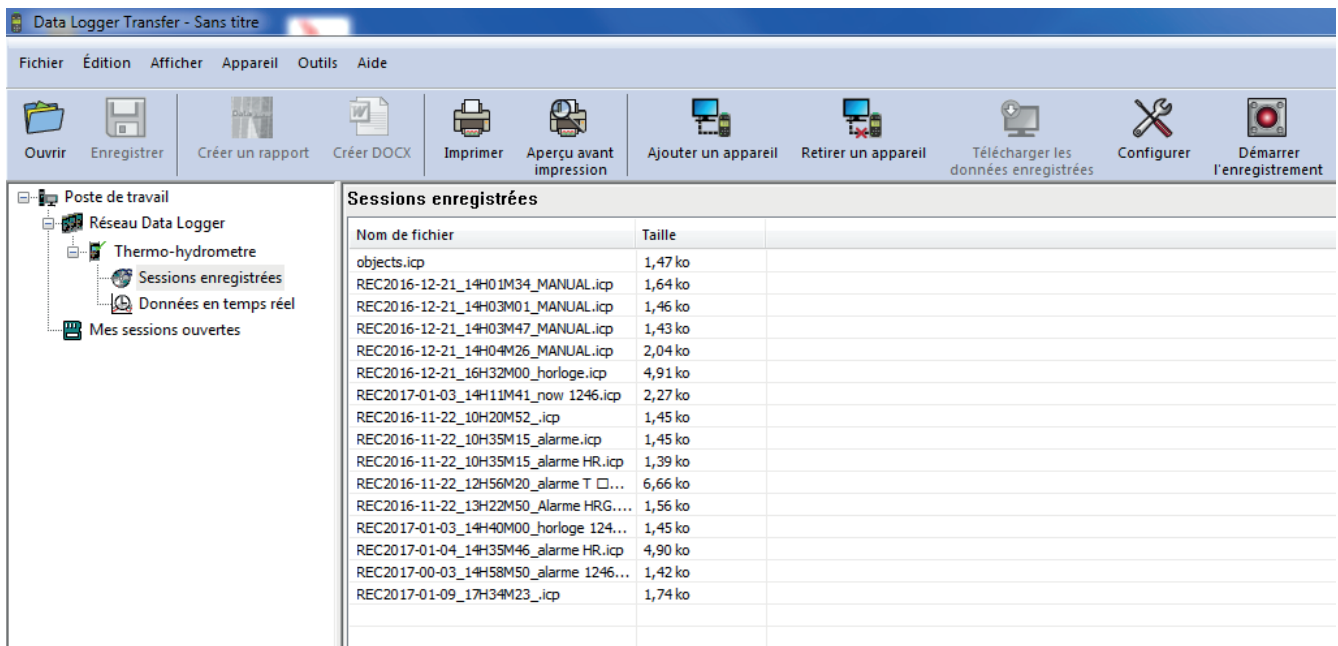 Data Logger Transfer - Sans titre
Fichier Édition Afficher Appareil Outils Aide
Ouvrir Enregistrer Créer un rapport Créer DOCX Imprimer Aperçu avant impression Ajouter un appareil Retirer un appareil Télécharger les données enregistrées Configurer Démarrer l'enregistrement
Poste de travail
Réseau Data Logger
Thermo-hydrometre
Sessions enregistrées
Données en temps réel
Mes sessions ouvertes
Sessions enregistrées
Nom de fichier Taille
objects.icp 1,47 ko
REC2016-12-21_14H01M34_MANUAL.icp 1,64 ko
REC2016-12-21_14H03M01_MANUAL.icp 1,46 ko
REC2016-12-21_14H03M47_MANUAL.icp 1,43 ko
REC2016-12-21_14H04M26_MANUAL.icp 2,04 ko
REC2016-12-21_16H32M00_horloge.icp 4,91 ko
REC2017-01-03_14H11M41_now 1246.icp 2,27 ko
REC2016-11-22_10H20M52_.icp 1,45 ko
REC2016-11-22_10H35M15_alarme.icp 1,45 ko
REC2016-11-22_10H35M15_alarme HR.icp 1,39 ko
REC2016-11-22_12H56M20_alarme T □... 6,66 ko
REC2016-11-22_13H22M50_Alarme HRG.... 1,56 ko
REC2017-01-03_14H40M00_horloge 124... 1,45 ko
REC2017-01-04_14H35M46_alarme HR.icp 4,90 ko
REC2017-00-03_14H58M50_alarme 1246... 1,42 ko
REC2017-01-09_17H34M23_.icp 1,74 ko